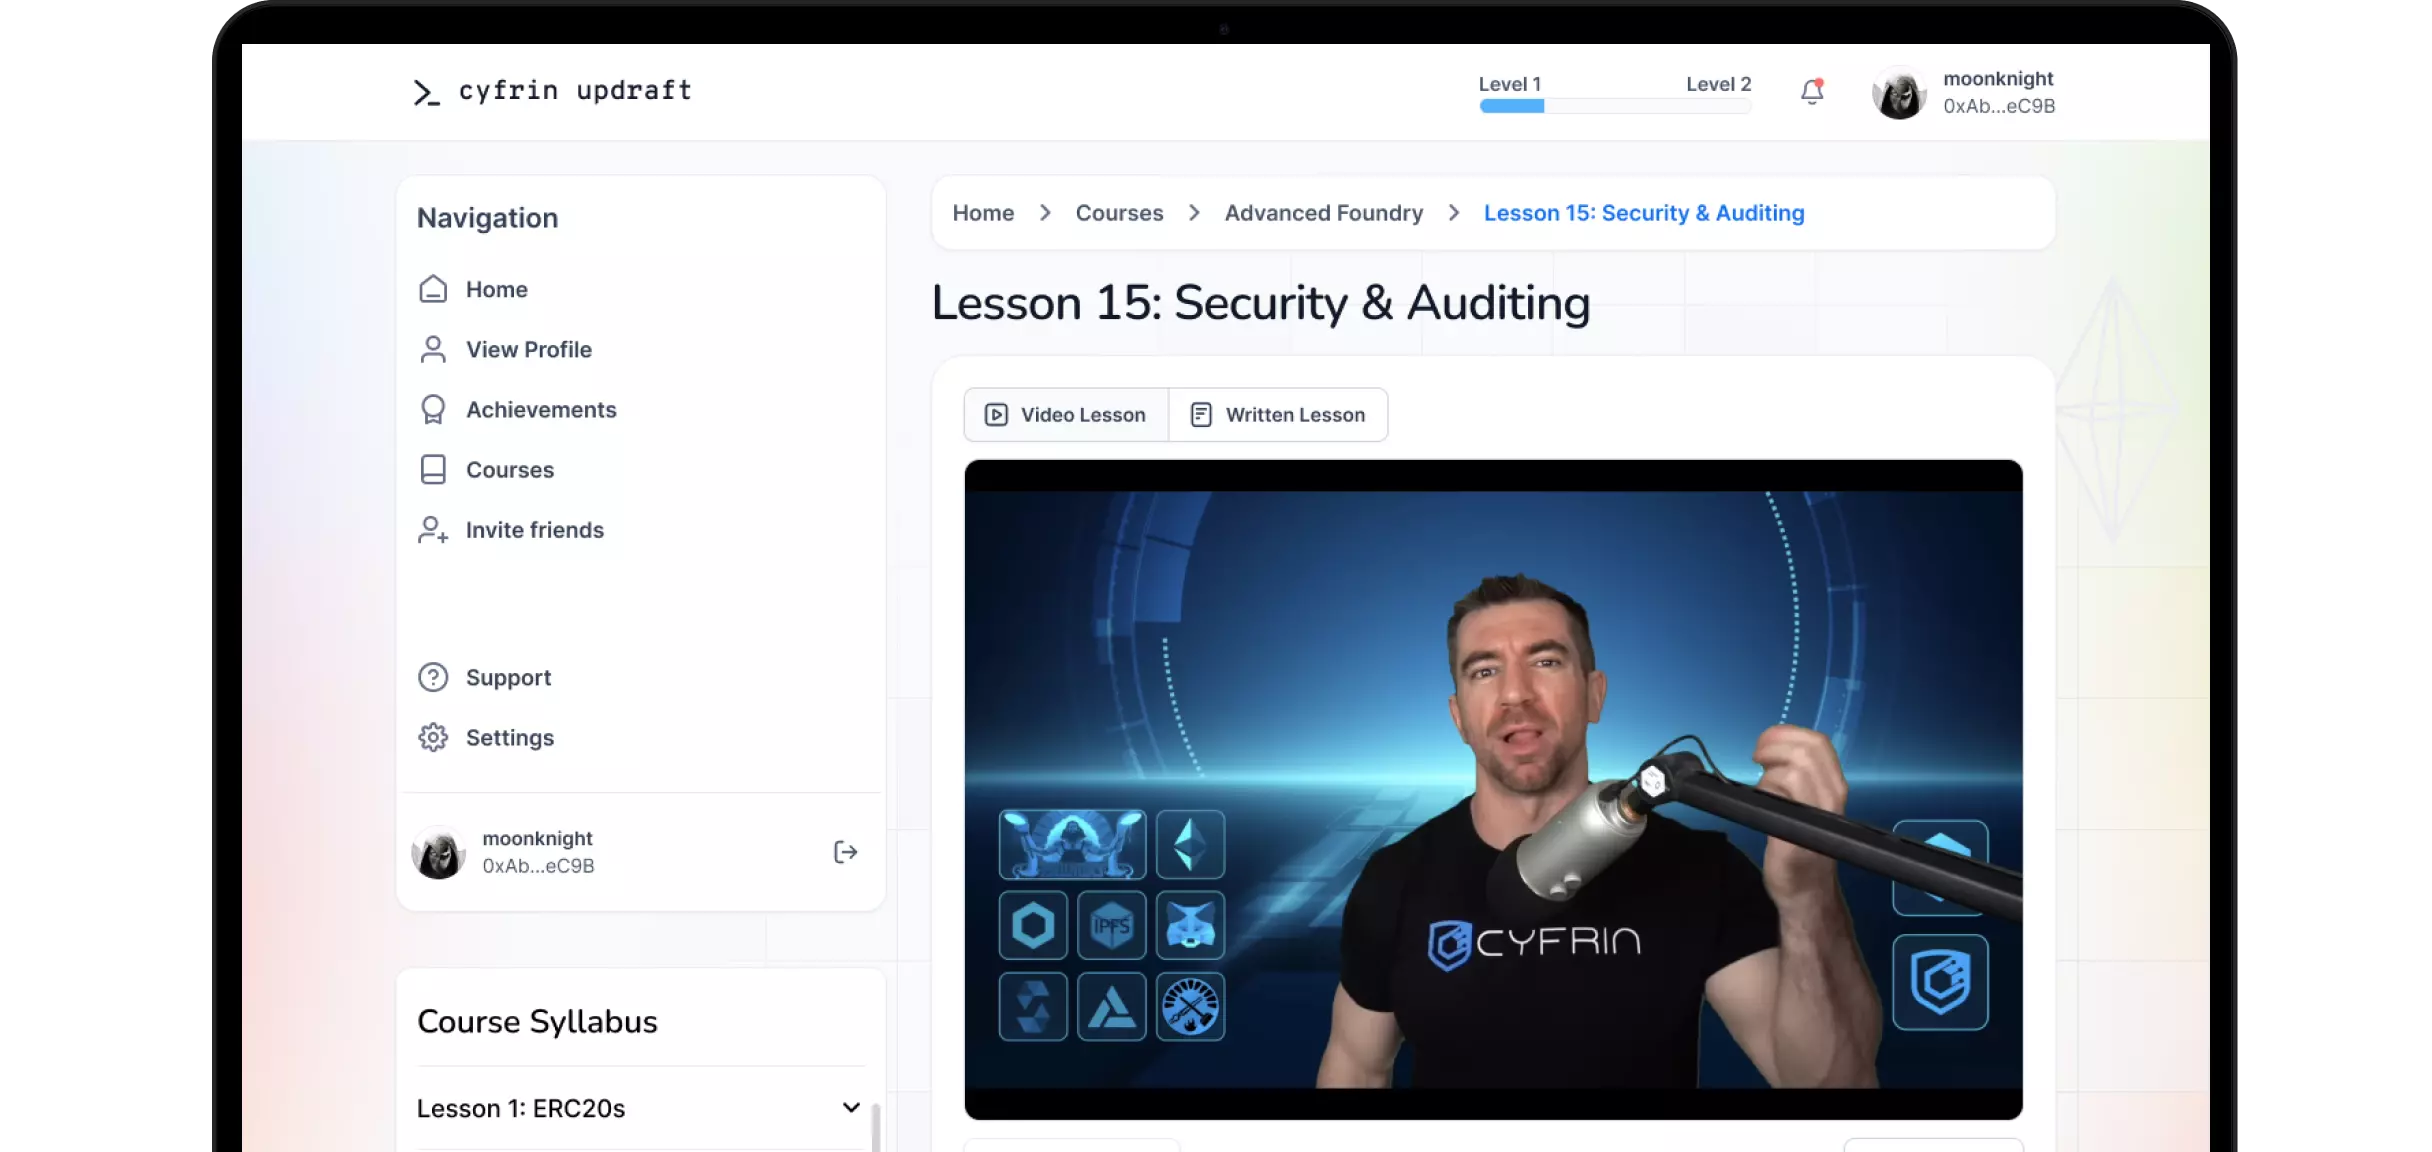 cyfrin updraft
Level 1
Level 2
moonknight
0xAb...eC9B
Navigation
Home
View Profile
Achievements
Courses
Invite friends
Support
Settings
moonknight
0xAb...eC9B
Course Syllabus
Lesson 1: ERC20s
Home > Courses > Advanced Foundry > Lesson 15: Security & Auditing
Lesson 15: Security & Auditing
Video Lesson
Written Lesson
IPFS
CYFRIN